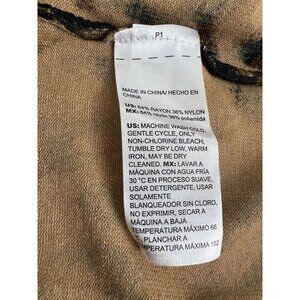 P1
MADE IN CHINA/ HECHO EN
CHINA
US: 64% RAYON 36% NYLON
MX: 64% rayón 36% poliamida
US: MACHINE WASH COLD,
GENTLE CYCLE, ONLY
NON-CHLORINE BLEACH,
TUMBLE DRY LOW, WARM
IRON, MAY BE DRY
CLEANED. MX: LAVAR A
MÁQUINA CON AGUA FRÍA
30 °C EN PROCESO SUAVE,
USAR DETERGENTE, USAR
SOLAMENTE
BLANQUEADOR SIN CLORO,
NO EXPRIMIR, SECAR A
MÁQUINA A BAJA
TEMPERATURA MÁXIMO 66
PLANCHAR A
TEMPERATURA MÁXIMA 152